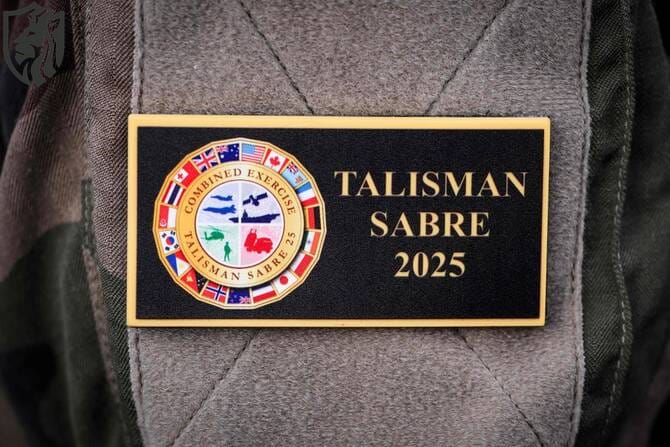 COMBINED EXERCISE
TALISMAN SABRE 25
TALISMAN
SABRE
2025